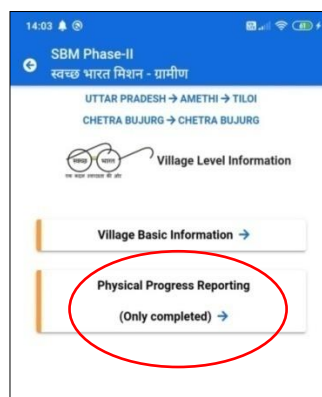 14:03
SBM Phase-II
स्वच्छ भारत मिशन - ग्रामीण
UTTAR PRADESH → AMETHI → TILOI
CHETRA BUJURG → CHETRA BUJURG
स्वच्छ भारत
एक कदम स्वच्छता की ओर
Village Level Information
Village Basic Information →
Physical Progress Reporting
(Only completed) →